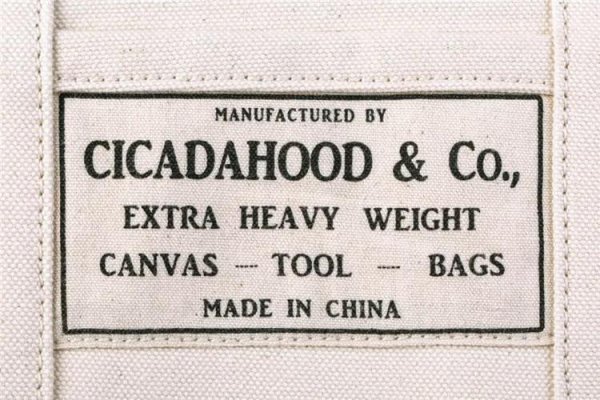 MANUFACTURED BY
CICADAHOOD & Co.,
EXTRA HEAVY WEIGHT
CANVAS — TOOL — BAGS
MADE IN CHINA